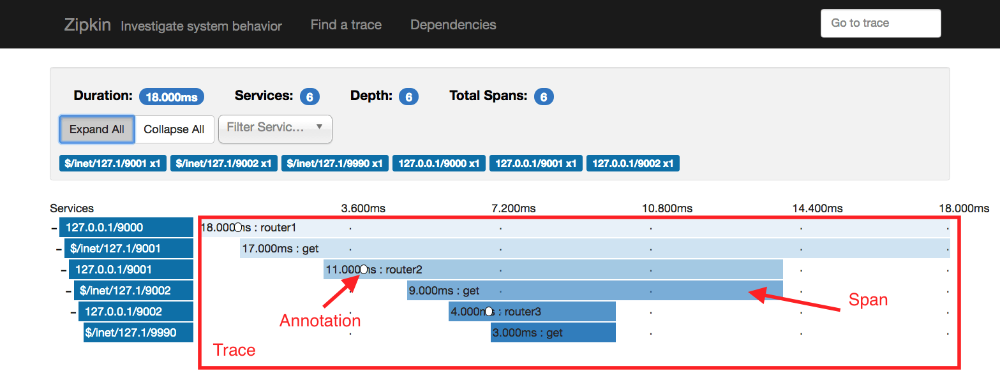 Zipkin Investigate system behavior Find a trace Dependencies Go to trace
Duration: 18.000ms Services: 6 Depth: 6 Total Spans: 6
Expand All Collapse All Filter Servic...
$/inet/127.1/9001 x1 $/inet/127.1/9002 x1 $/inet/127.1/9990 x1 127.0.0.1/9000 x1 127.0.0.1/9001 x1 127.0.0.1/9002 x1
Services 3.600ms 7.200ms 10.800ms 14.400ms 18.000ms
- 127.0.0.1/9000 18.000ms : router1
- $/inet/127.1/9001 17.000ms : get
- 127.0.0.1/9001 11.000ms : router2
- $/inet/127.1/9002 9.000ms : get
Span
- 127.0.0.1/9002 4.000ms : router3
Annotation
$/inet/127.1/9990 3.000ms : get
Trace